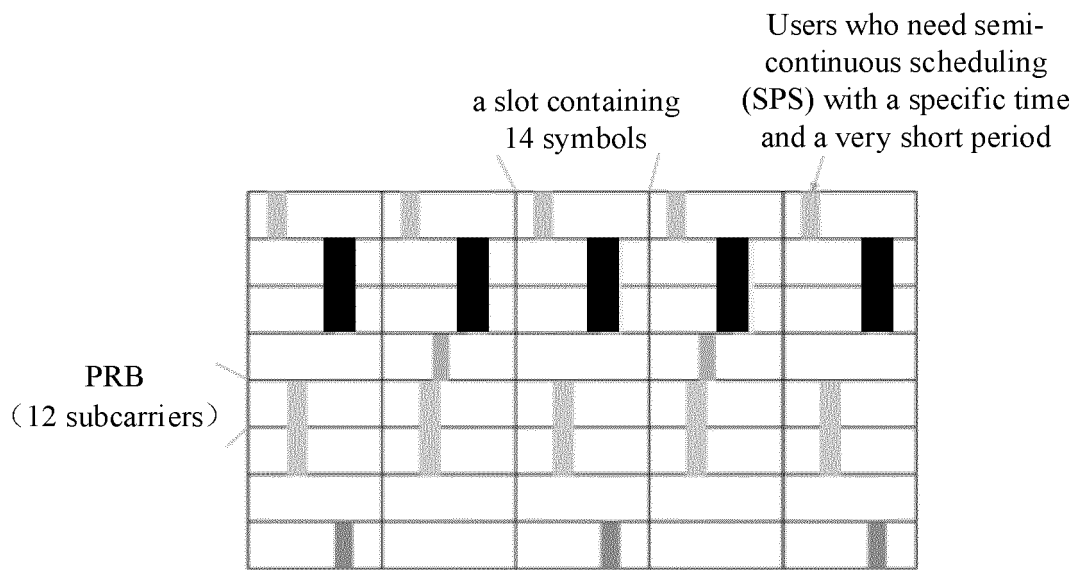 Users who need semi-
continuous scheduling
(SPS) with a specific time
and a very short period
a slot containing
14 symbols
PRB
（12 subcarriers）